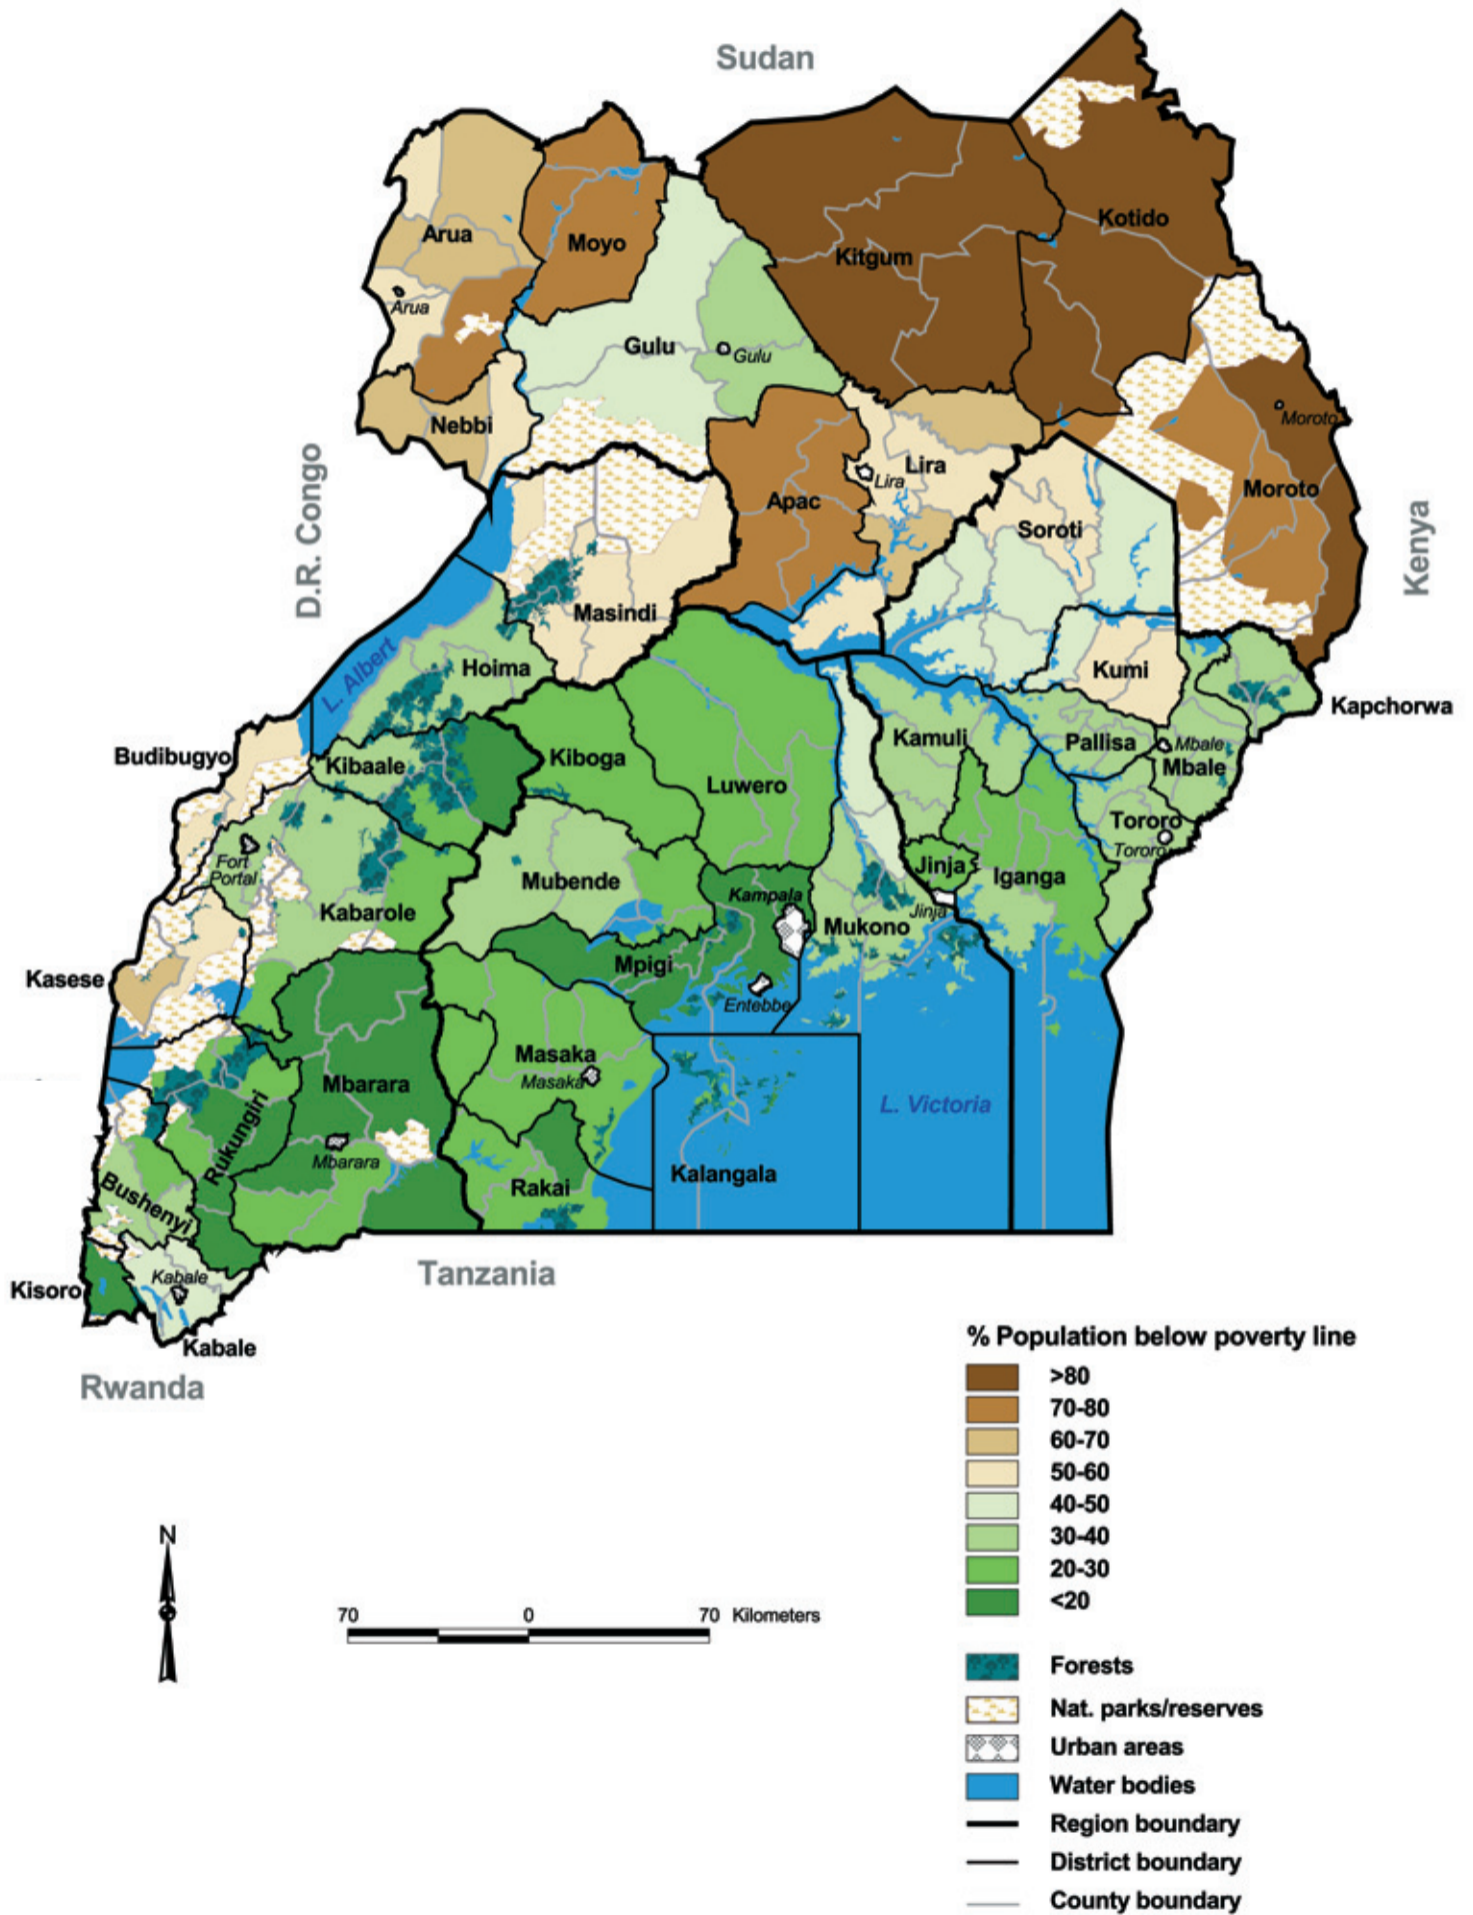 Sudan
Kotido
Arua
Moyo
Kitgum
Arua
Gulu
Gulu
Moroto
Nebbi
Lira
Lira
Apac
Moroto
Soroti
D.R. Congo
Kenya
Masindi
L. Albert
Hoima
Kumi
Kapchorwa
Budibugyo
Kibaale
Kiboga
Luwero
Kamuli
Pallisa
Mbale
Mbale
Tororo
Tororo
Fort
Portal
Mubende
Jinja
Iganga
Kampala
Kabarole
Jinja
Mukono
Kasese
Mpigi
Entebbe
Masaka
Masaka
Mbarara
Rukungiri
L. Victoria
Mbarara
Bushenyi
Rakai
Kalangala
Tanzania
Kisoro
Kabale
Kabale
Rwanda
% Population below poverty line
>80
70-80
60-70
50-60
40-50
30-40
20-30
<20
N
70 0 70 Kilometers
Forests
Nat. parks/reserves
Urban areas
Water bodies
Region boundary
District boundary
County boundary